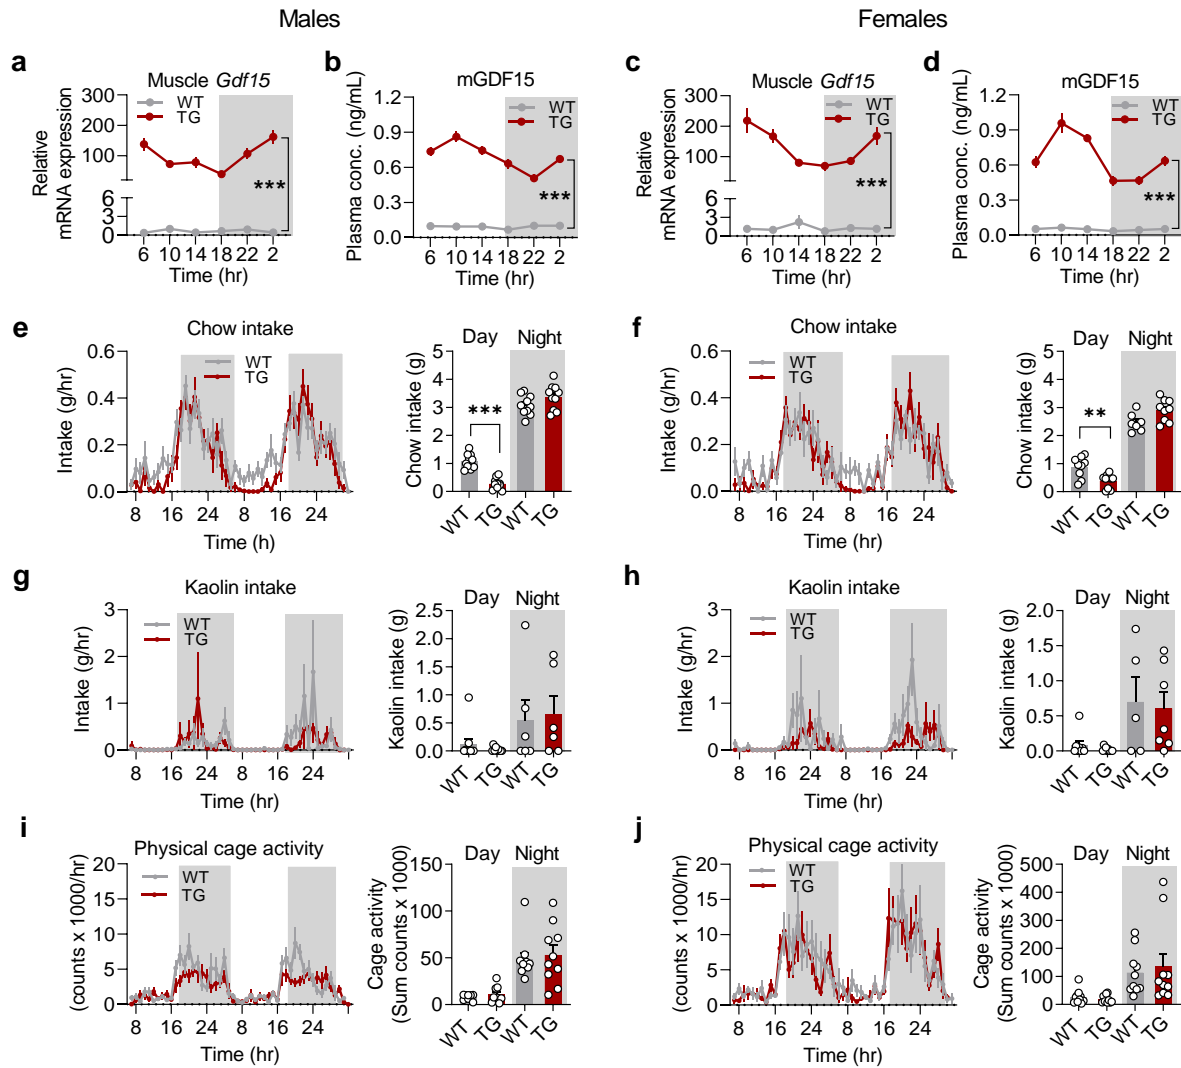 Males
Females
a
Muscle Gdf15
WT
TG
Relative
mRNA expression
300
200
100
6
3
0
***
6 10 14 18 22 2
Time (hr)
b
mGDF15
WT
TG
Plasma conc. (ng/mL)
1.2
0.9
0.6
0.3
0.0
***
6 10 14 18 22 2
Time (hr)
c
Muscle Gdf15
WT
TG
Relative
mRNA expression
300
200
100
6
3
0
***
6 10 14 18 22 2
Time (hr)
d
mGDF15
WT
TG
Plasma conc. (ng/mL)
1.2
0.9
0.6
0.3
0.0
***
6 10 14 18 22 2
Time (hr)
e
Chow intake
WT
TG
Intake (g/hr)
0.6
0.4
0.2
0.0
8 16 24 8 16 24
Time (h)
Day Night
Chow intake (g)
5
4
3
2
1
0
***
WT TG WT TG
f
Chow intake
WT
TG
Intake (g/hr)
0.6
0.4
0.2
0.0
8 16 24 8 16 24
Time (hr)
Day Night
Chow intake (g)
5
4
3
2
1
0
**
WT TG WT TG
g
Kaolin intake
WT
TG
Intake (g/hr)
3
2
1
0
8 16 24 8 16 24
Time (hr)
Day Night
Kaolin intake (g)
2.5
2.0
1.5
1.0
0.5
0.0
WT TG WT TG
h
Kaolin intake
WT
TG
Intake (g/hr)
3
2
1
0
8 16 24 8 16 24
Time (hr)
Day Night
Kaolin intake (g)
2.0
1.5
1.0
0.5
0.0
WT TG WT TG
i
Physical cage activity
WT
TG
(counts x 1000/hr)
20
15
10
5
0
8 16 24 8 16 24
Time (hr)
Day Night
Cage activity
(Sum counts x 1000)
150
100
50
0
WT TG WT TG
j
Physical cage activity
WT
TG
(counts x 1000/hr)
20
15
10
5
0
8 16 24 8 16 24
Time (hr)
Day Night
Cage activity
(Sum counts x 1000)
500
400
300
200
100
0
WT TG WT TG